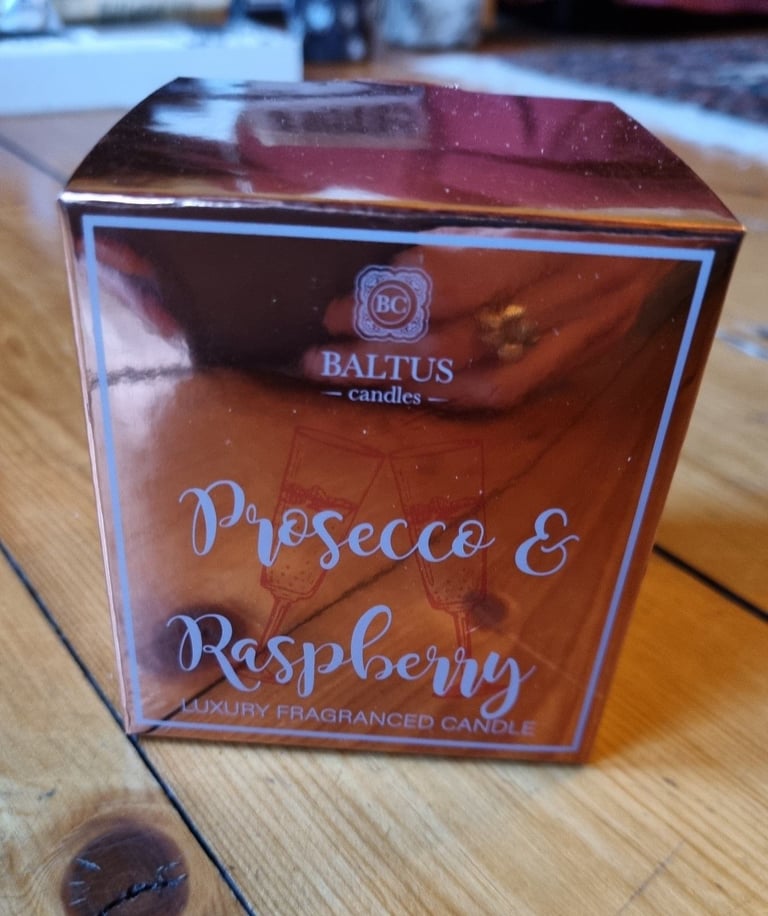 BC
BALTUS
candles
Prosecco &
Raspberry
LUXURY FRAGRANCED CANDLE